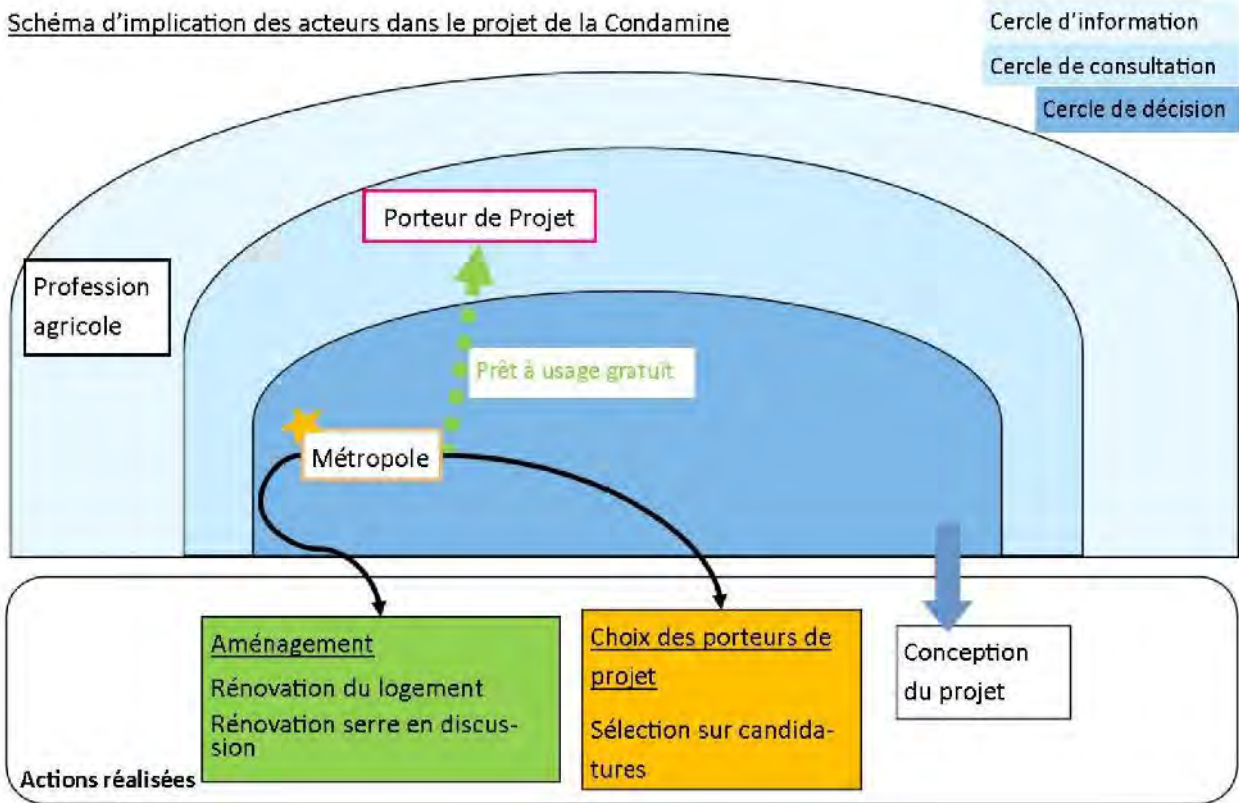 Schéma d'implication des acteurs dans le projet de la Condamine
Cercle d'information
Cercle de consultation
Cercle de décision
Porteur de Projet
Profession
agricole
Prêt à usage gratuit
Métropole
Aménagement
Rénovation du logement
Rénovation serre en discus-
sion
Choix des porteurs de
projet
Sélection sur candida-
tures
Conception
du projet
Actions réalisées